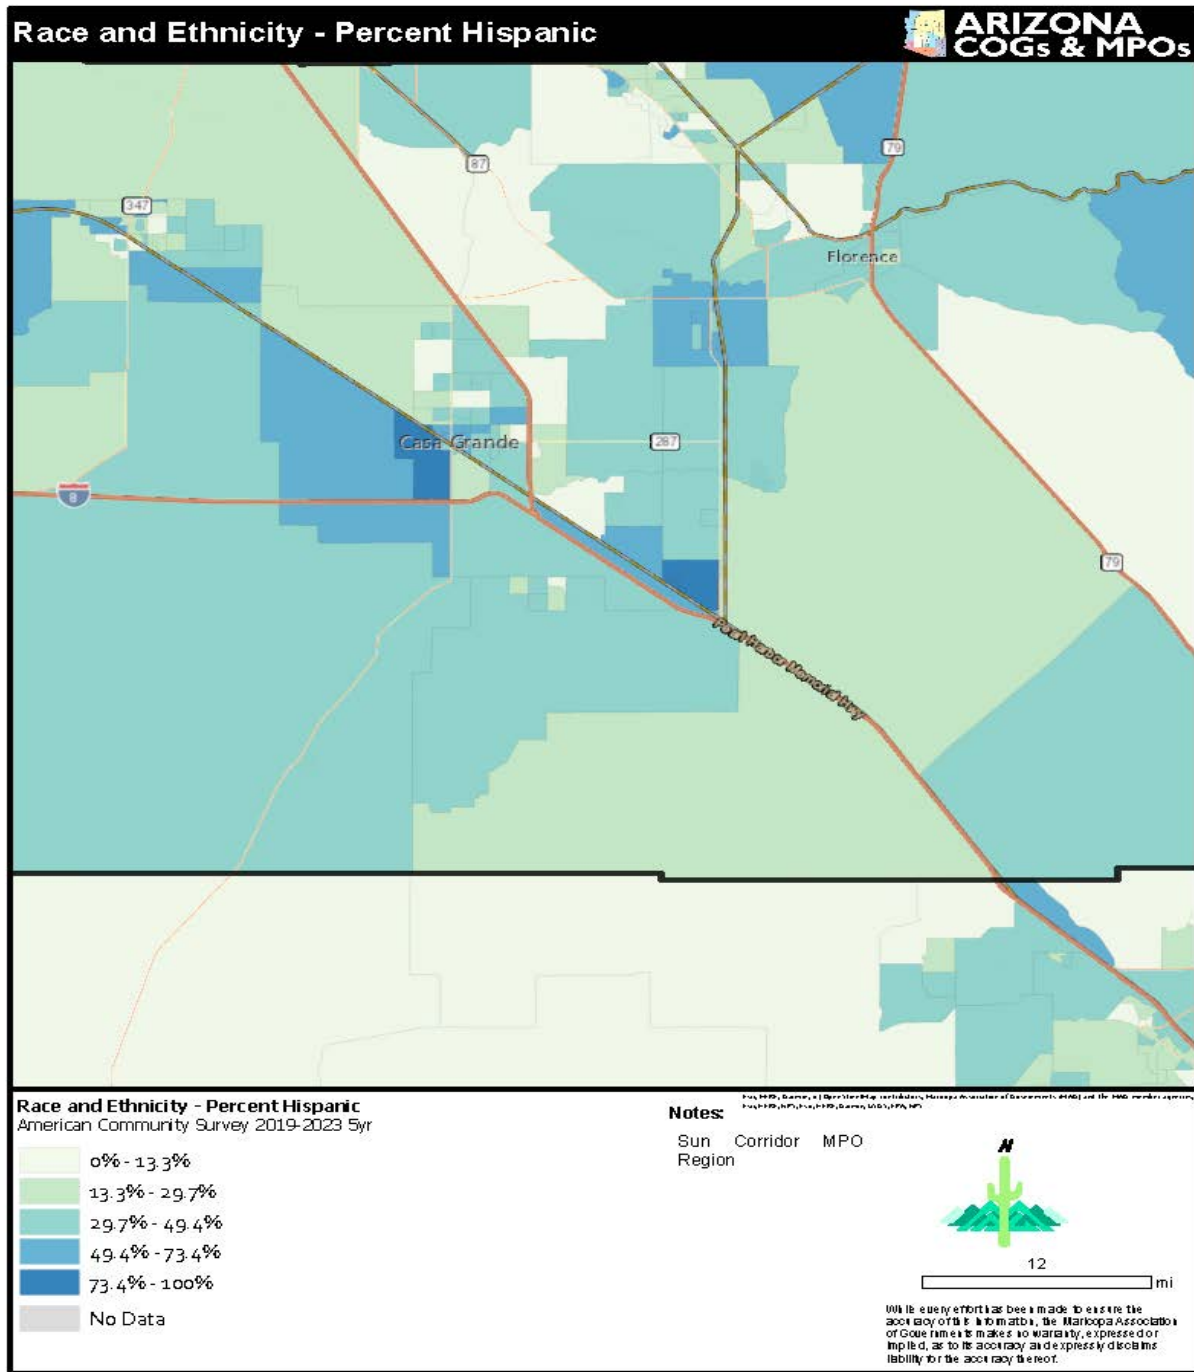 Race and Ethnicity - Percent Hispanic
ARIZONA
COGs & MPOs
87
79
347
Florence
Casa Grande
287
8
79
Pearl Harbor Memorial Hwy
Race and Ethnicity - Percent Hispanic
American Community Survey 2019-2023 5yr
0% - 13.3%
13.3% - 29.7%
29.7% - 49.4%
49.4% - 73.4%
73.4% - 100%
No Data
Notes:
Sun Corridor MPO
Region
N
12
mi
While every effort has been made to ensure the
accuracy of this information, the Maricopa Association
of Governments makes no warranty, expressed or
implied, as to its accuracy and expressly disclaims
liability for the accuracy thereof.